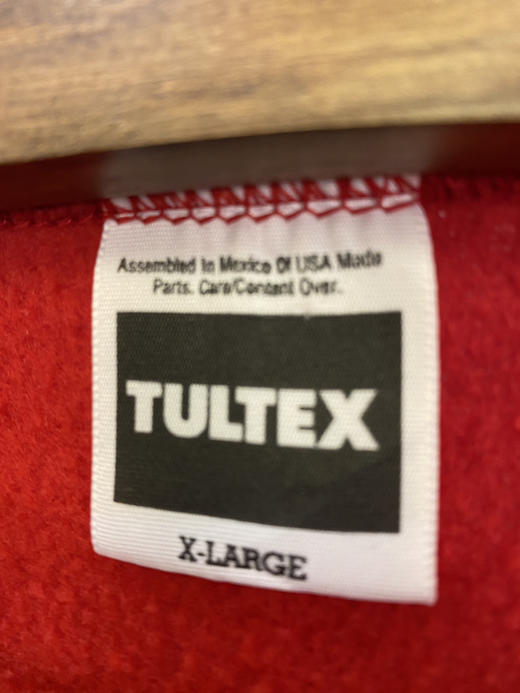 Assembled In Mexico Of USA Made
Parts. Care/Content Over.
TULTEX
X-LARGE